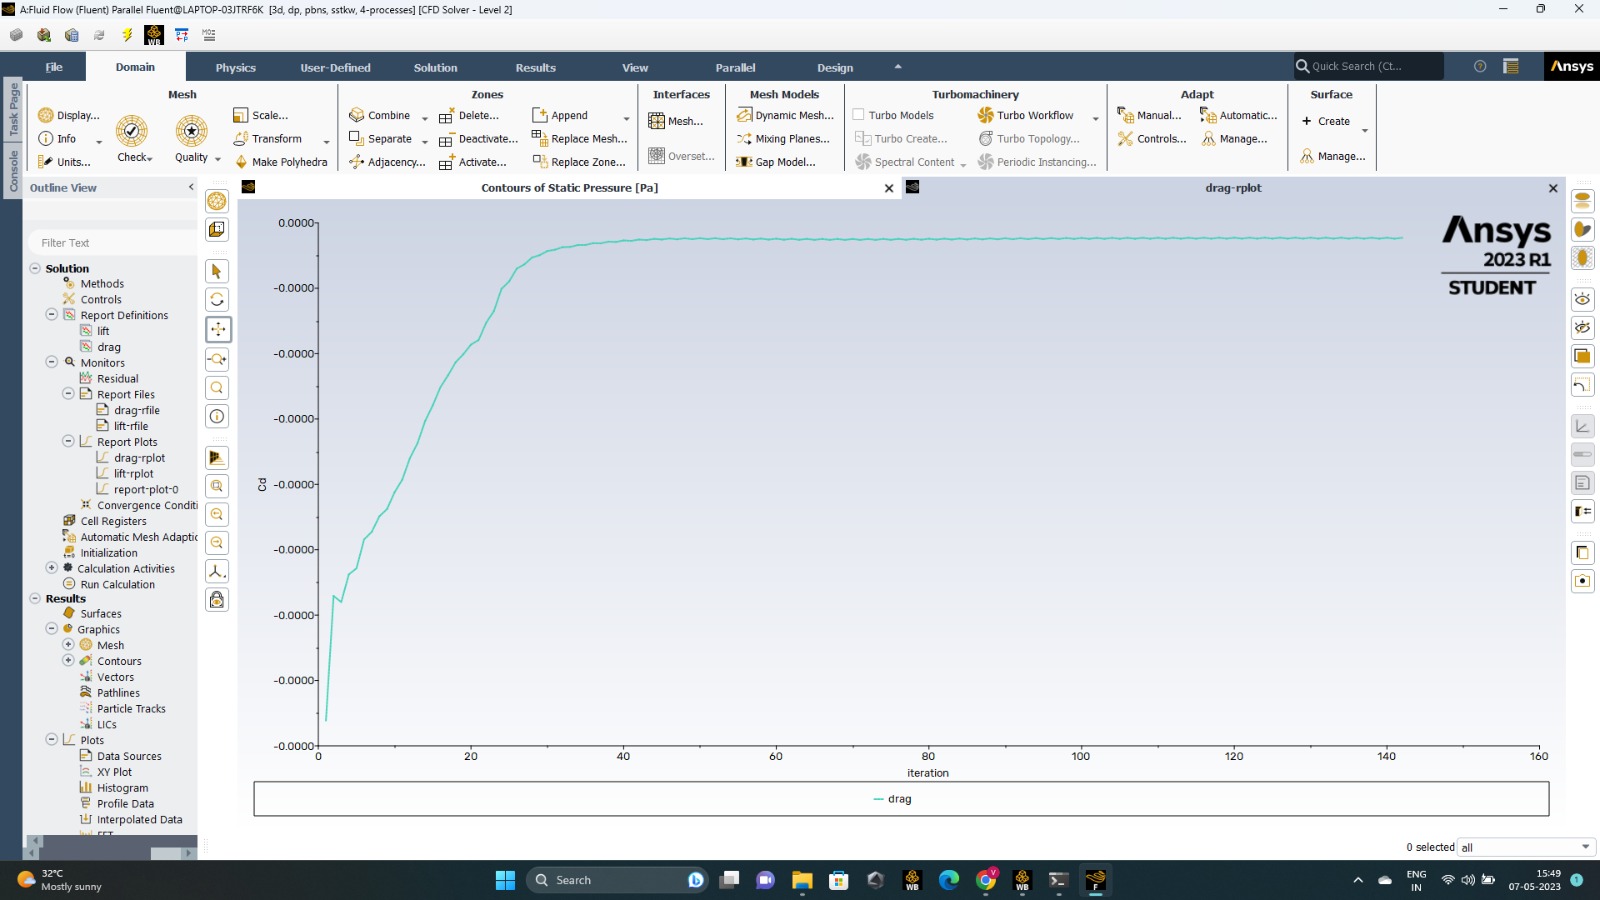 A:Fluid Flow (Fluent) Parallel Fluent@LAPTOP-03JTRF6K [3d, dp, pbns, sstkw, 4-processes] [CFD Solver - Level 2]
WB
File Domain Physics User-Defined Solution Results View Parallel Design Quick Search (Ct... Ansys
Task Page
Console
Mesh
Display...
Info
Units...
Check
Quality
Scale...
Transform
Make Polyhedra
Zones
Combine
Separate
Adjacency...
Delete...
Deactivate...
Activate...
Append
Replace Mesh...
Replace Zone...
Interfaces
Mesh...
Overset...
Mesh Models
Dynamic Mesh...
Mixing Planes...
Gap Model...
Turbomachinery
Turbo Models
Turbo Create...
Spectral Content
Turbo Workflow
Turbo Topology...
Periodic Instancing...
Adapt
Manual...
Controls...
Automatic...
Manage...
Surface
Create
Manage...
Outline View
Filter Text
Solution
Methods
Controls
Report Definitions
lift
drag
Monitors
Residual
Report Files
drag-rfile
lift-rfile
Report Plots
drag-rplot
lift-rplot
report-plot-0
Convergence Conditi
Cell Registers
Automatic Mesh Adaptic
Initialization
Calculation Activities
Run Calculation
Results
Surfaces
Graphics
Mesh
Contours
Vectors
Pathlines
Particle Tracks
LICs
Plots
Data Sources
XY Plot
Histogram
Profile Data
Interpolated Data
FFT
Contours of Static Pressure [Pa]
drag-rplot
Ansys
2023 R1
STUDENT
0.0000
-0.0000
-0.0000
-0.0000
-0.0000
-0.0000
-0.0000
-0.0000
-0.0000
Cd
0 20 40 60 80 100 120 140 160
iteration
drag
0 selected all
32°C
Mostly sunny
Search
WB
WB
F
ENG
IN
15:49
07-05-2023
1